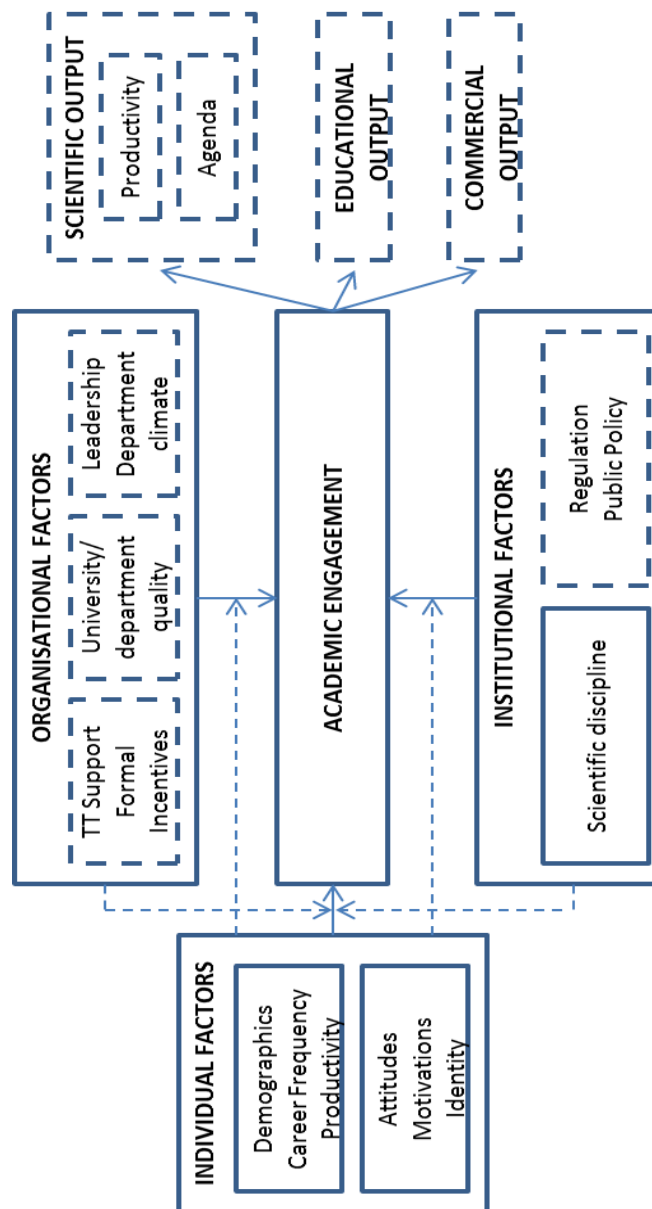 INDIVIDUAL FACTORS
Demographics
Career Frequency
Productivity
Attitudes
Motivations
Identity
ORGANISATIONAL FACTORS
TT Support
Formal
Incentives
University/
department
quality
Leadership
Department
climate
ACADEMIC ENGAGEMENT
INSTITUTIONAL FACTORS
Scientific discipline
Regulation
Public Policy
SCIENTIFIC OUTPUT
Productivity
Agenda
EDUCATIONAL
OUTPUT
COMMERCIAL
OUTPUT